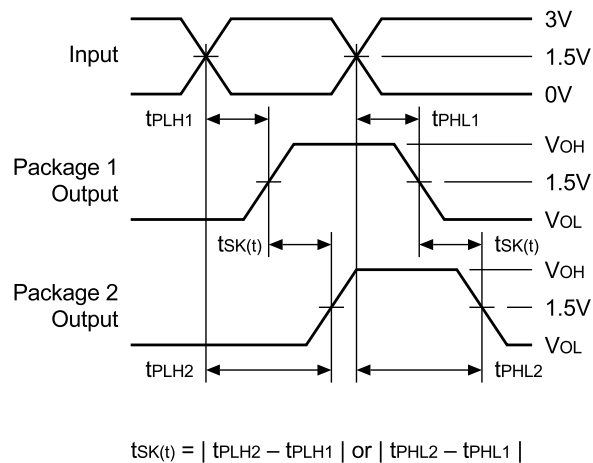 3V
Input
1.5V
0V
tPLH1
tPHL1
VOH
Package 1
Output
1.5V
VOL
tSK(t)
tSK(t)
VOH
Package 2
Output
1.5V
VOL
tPLH2
tPHL2
tSK(t) = | tPLH2 – tPLH1 | or | tPHL2 – tPHL1 |